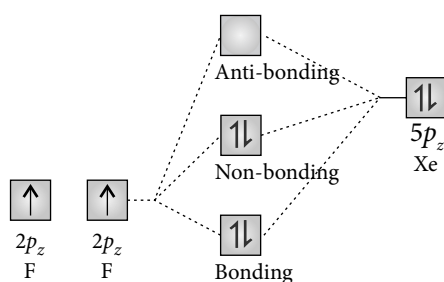 Anti-bonding
5p_z
Xe
Non-bonding
2p_z 2p_z
F F
Bonding